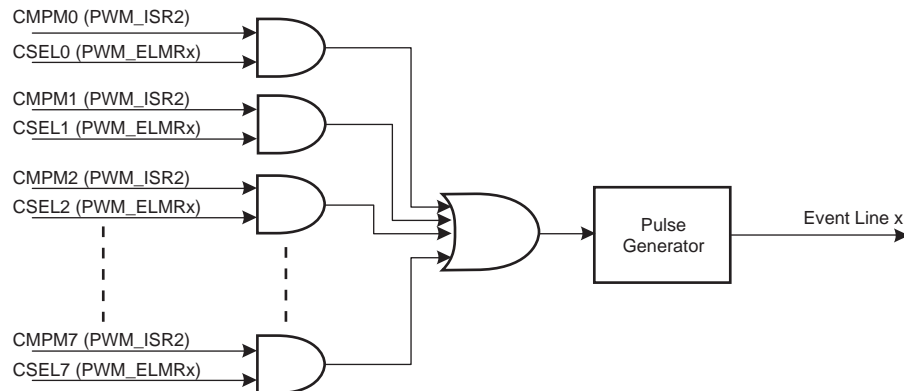 CMPM0 (PWM_ISR2)
CSEL0 (PWM_ELMRx)
CMPM1 (PWM_ISR2)
CSEL1 (PWM_ELMRx)
CMPM2 (PWM_ISR2)
CSEL2 (PWM_ELMRx)
CMPM7 (PWM_ISR2)
CSEL7 (PWM_ELMRx)
Pulse
Generator
Event Line x